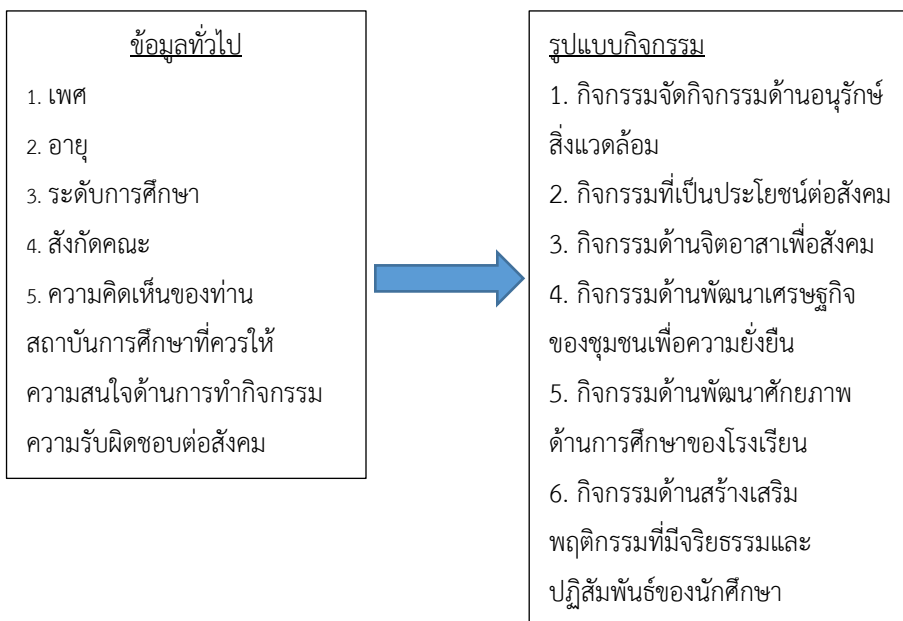 ข้อมูลทั่วไป
1. เพศ
2. อายุ
3. ระดับการศึกษา
4. สังกัดคณะ
5. ความคิดเห็นของท่าน
สถาบันการศึกษาที่ควรให้
ความสนใจด้านการทำกิจกรรม
ความรับผิดชอบต่อสังคม
รูปแบบกิจกรรม
1. กิจกรรมจัดกิจกรรมด้านอนุรักษ์
สิ่งแวดล้อม
2. กิจกรรมที่เป็นประโยชน์ต่อสังคม
3. กิจกรรมด้านจิตอาสาเพื่อสังคม
4. กิจกรรมด้านพัฒนาเศรษฐกิจ
ของชุมชนเพื่อความยั่งยืน
5. กิจกรรมด้านพัฒนาศักยภาพ
ด้านการศึกษาของโรงเรียน
6. กิจกรรมด้านสร้างเสริม
พฤติกรรมที่มีจริยธรรมและ
ปฏิสัมพันธ์ของนักศึกษา